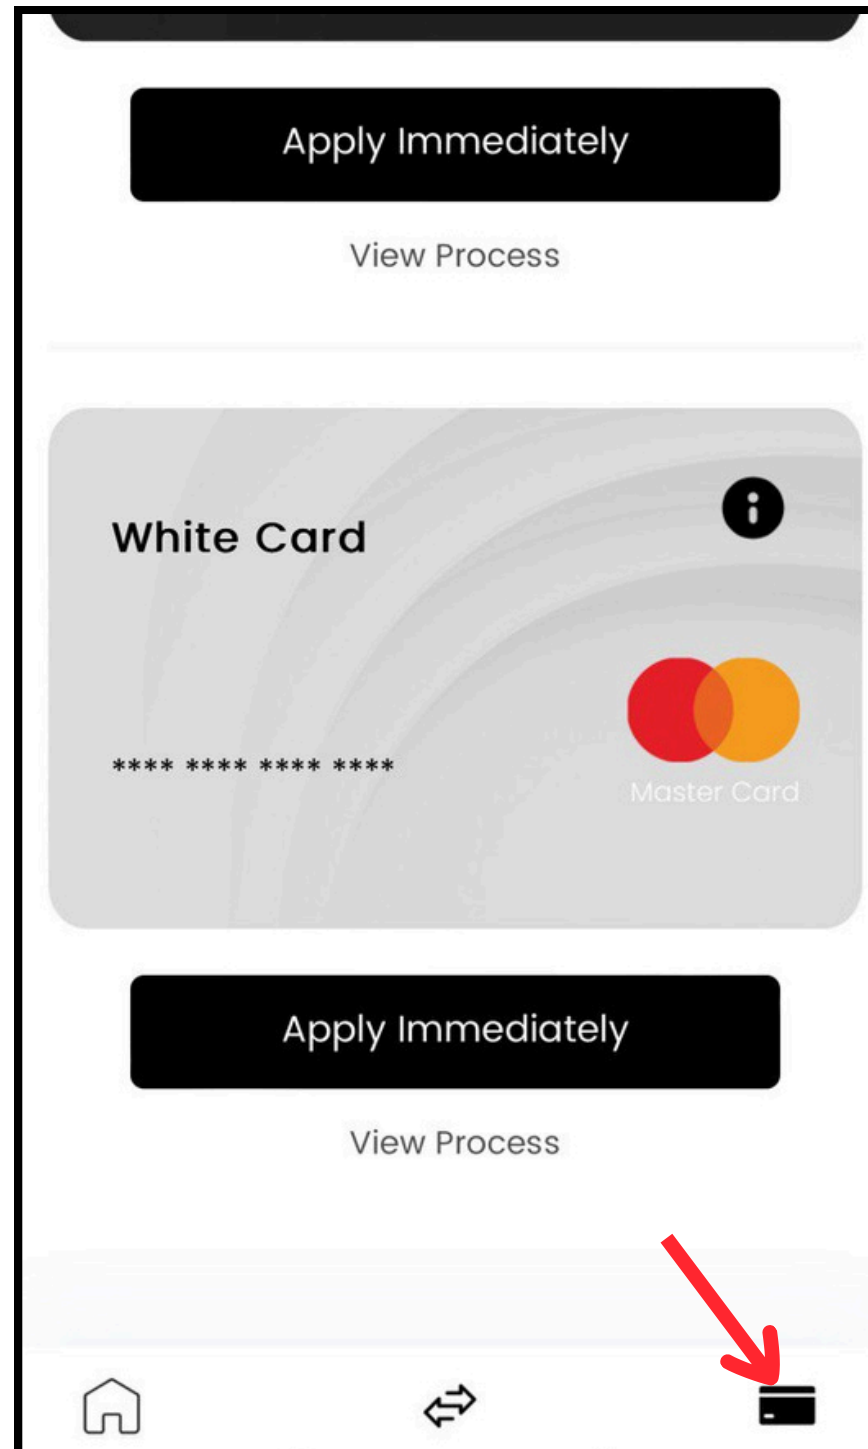 Apply Immediately
View Process
White Card
**** **** **** ****
Master Card
Apply Immediately
View Process